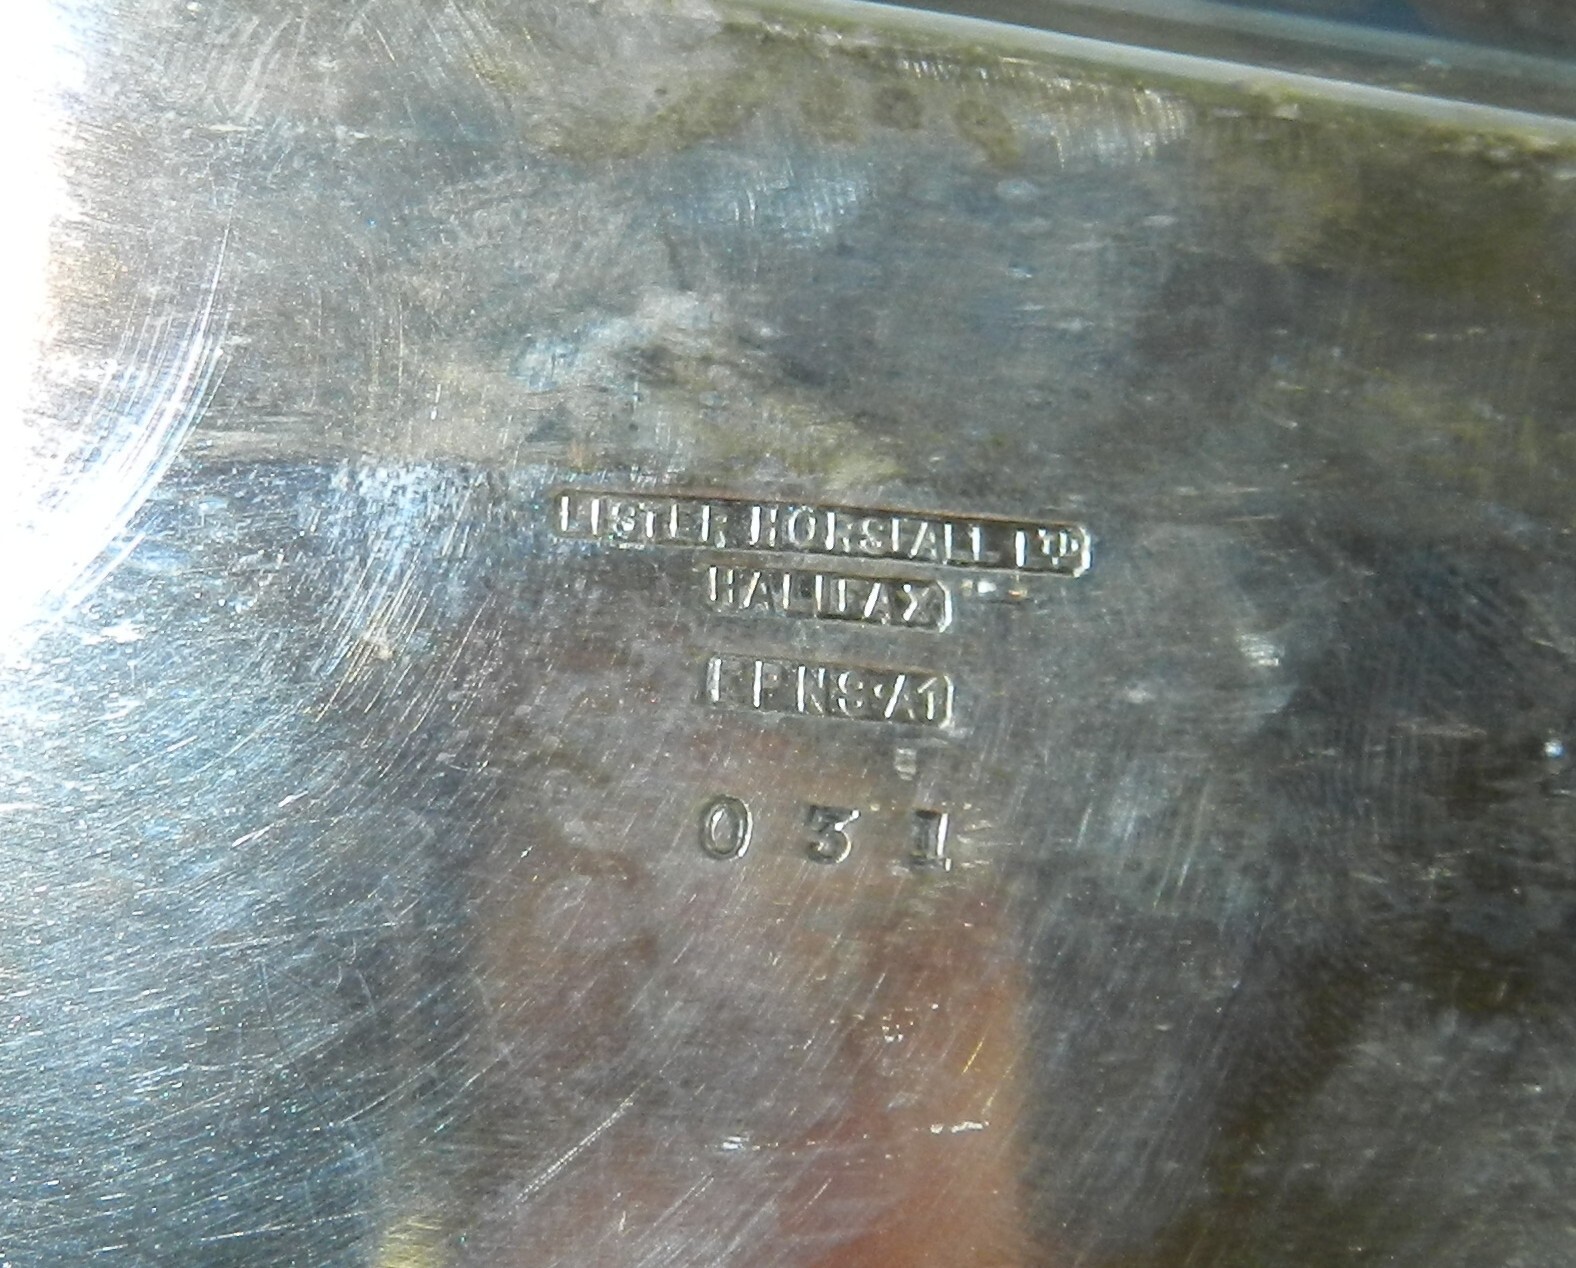 LISTER HORSFALL LTD
HALIFAX
EPNS·A1
031